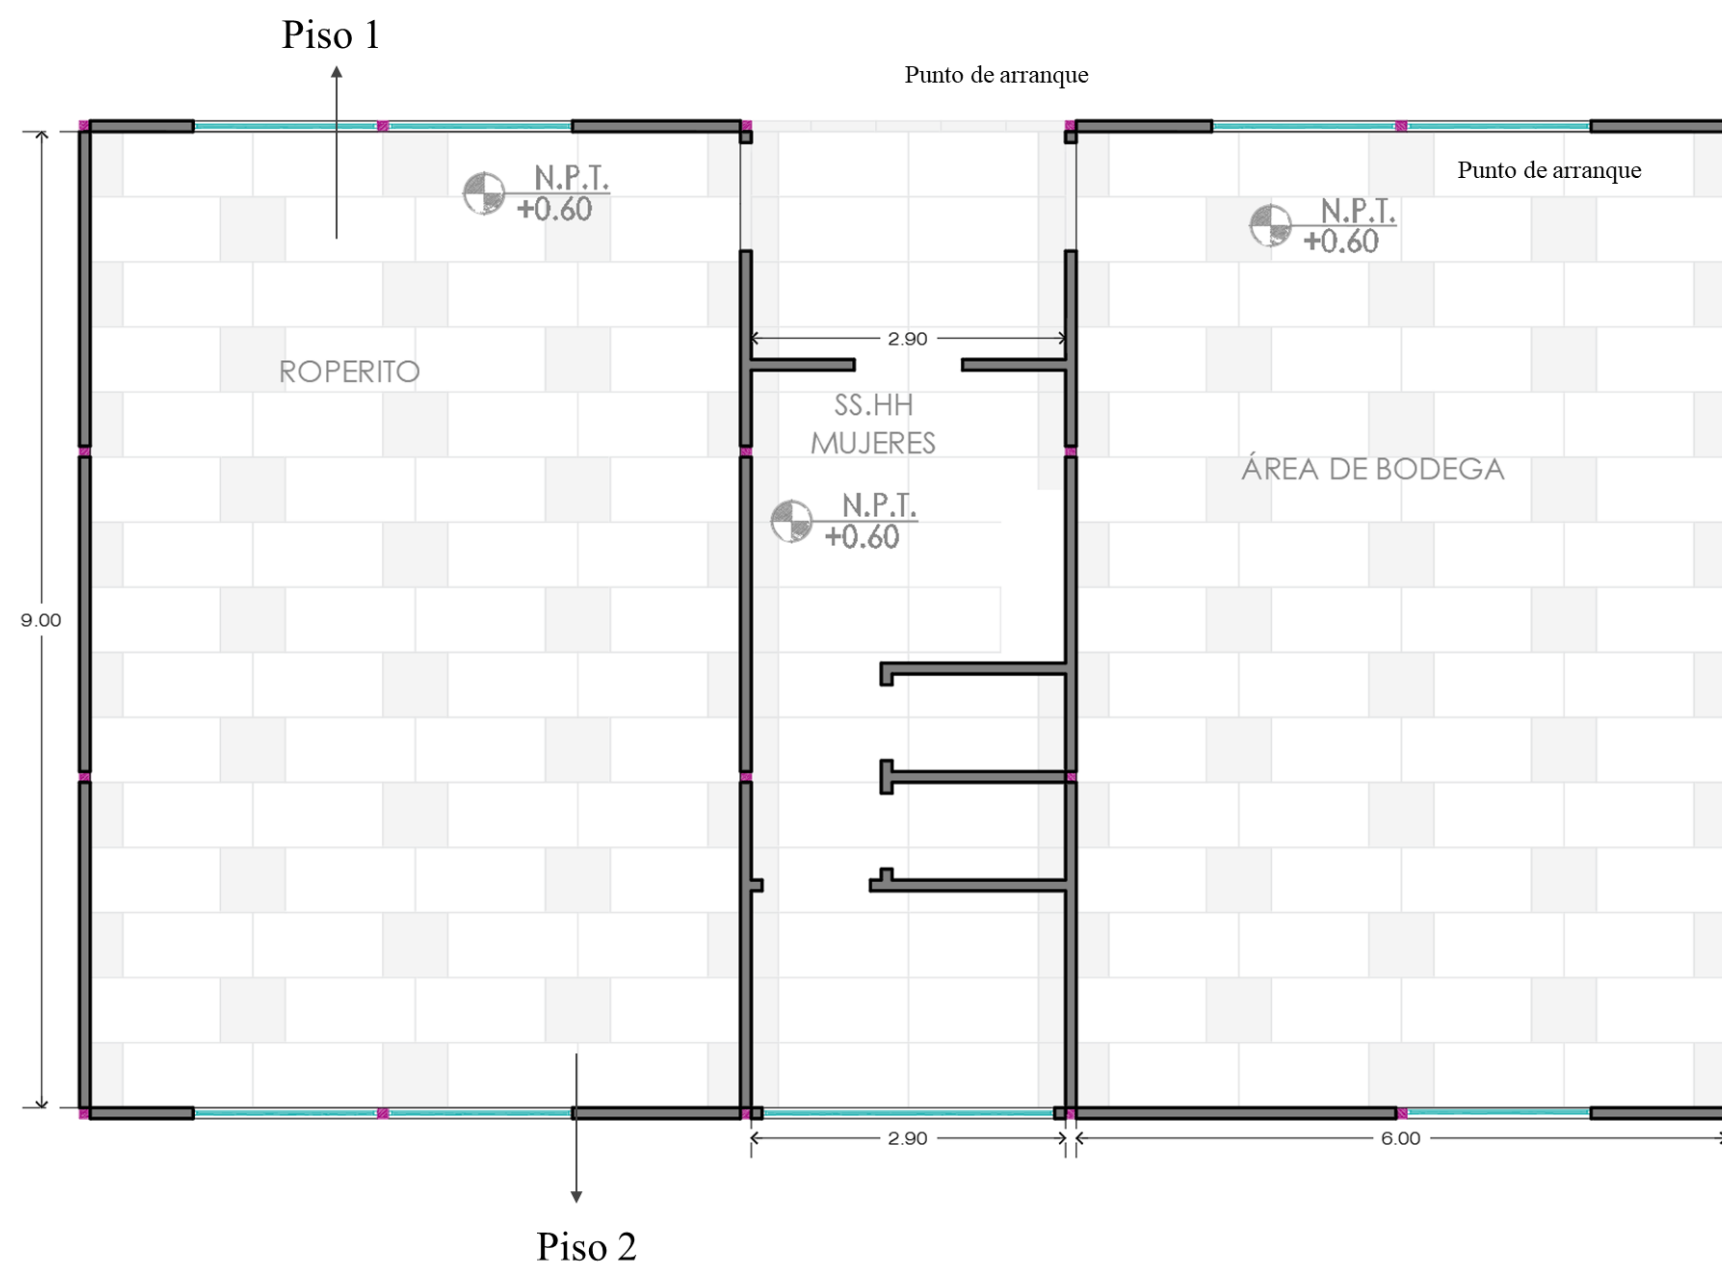 Piso 1
Punto de arranque
Punto de arranque
N.P.T.
+0.60
N.P.T.
+0.60
2.90
ROPERITO
SS.HH
MUJERES
ÁREA DE BODEGA
N.P.T.
+0.60
9.00
2.90
6.00
Piso 2